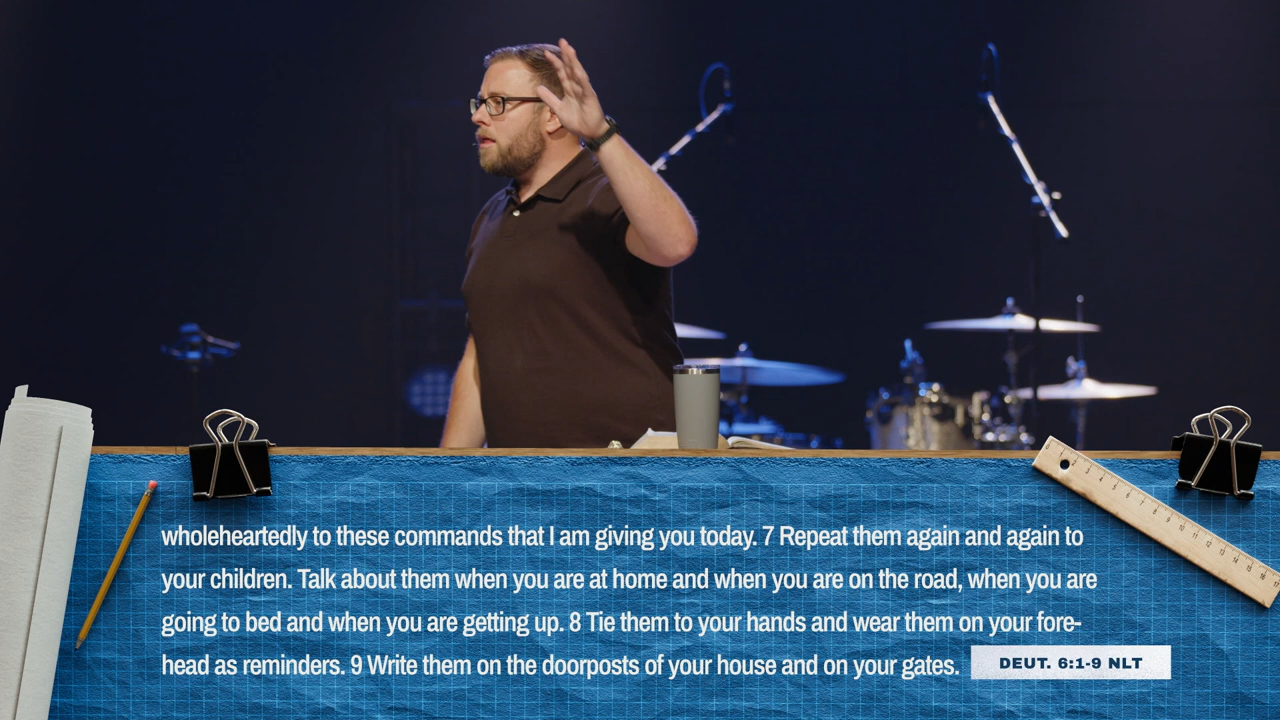 wholeheartedly to these commands that I am giving you today. 7 Repeat them again and again to
your children. Talk about them when you are at home and when you are on the road, when you are
going to bed and when you are getting up. 8 Tie them to your hands and wear them on your fore-
head as reminders. 9 Write them on the doorposts of your house and on your gates.
DEUT. 6:1-9 NLT